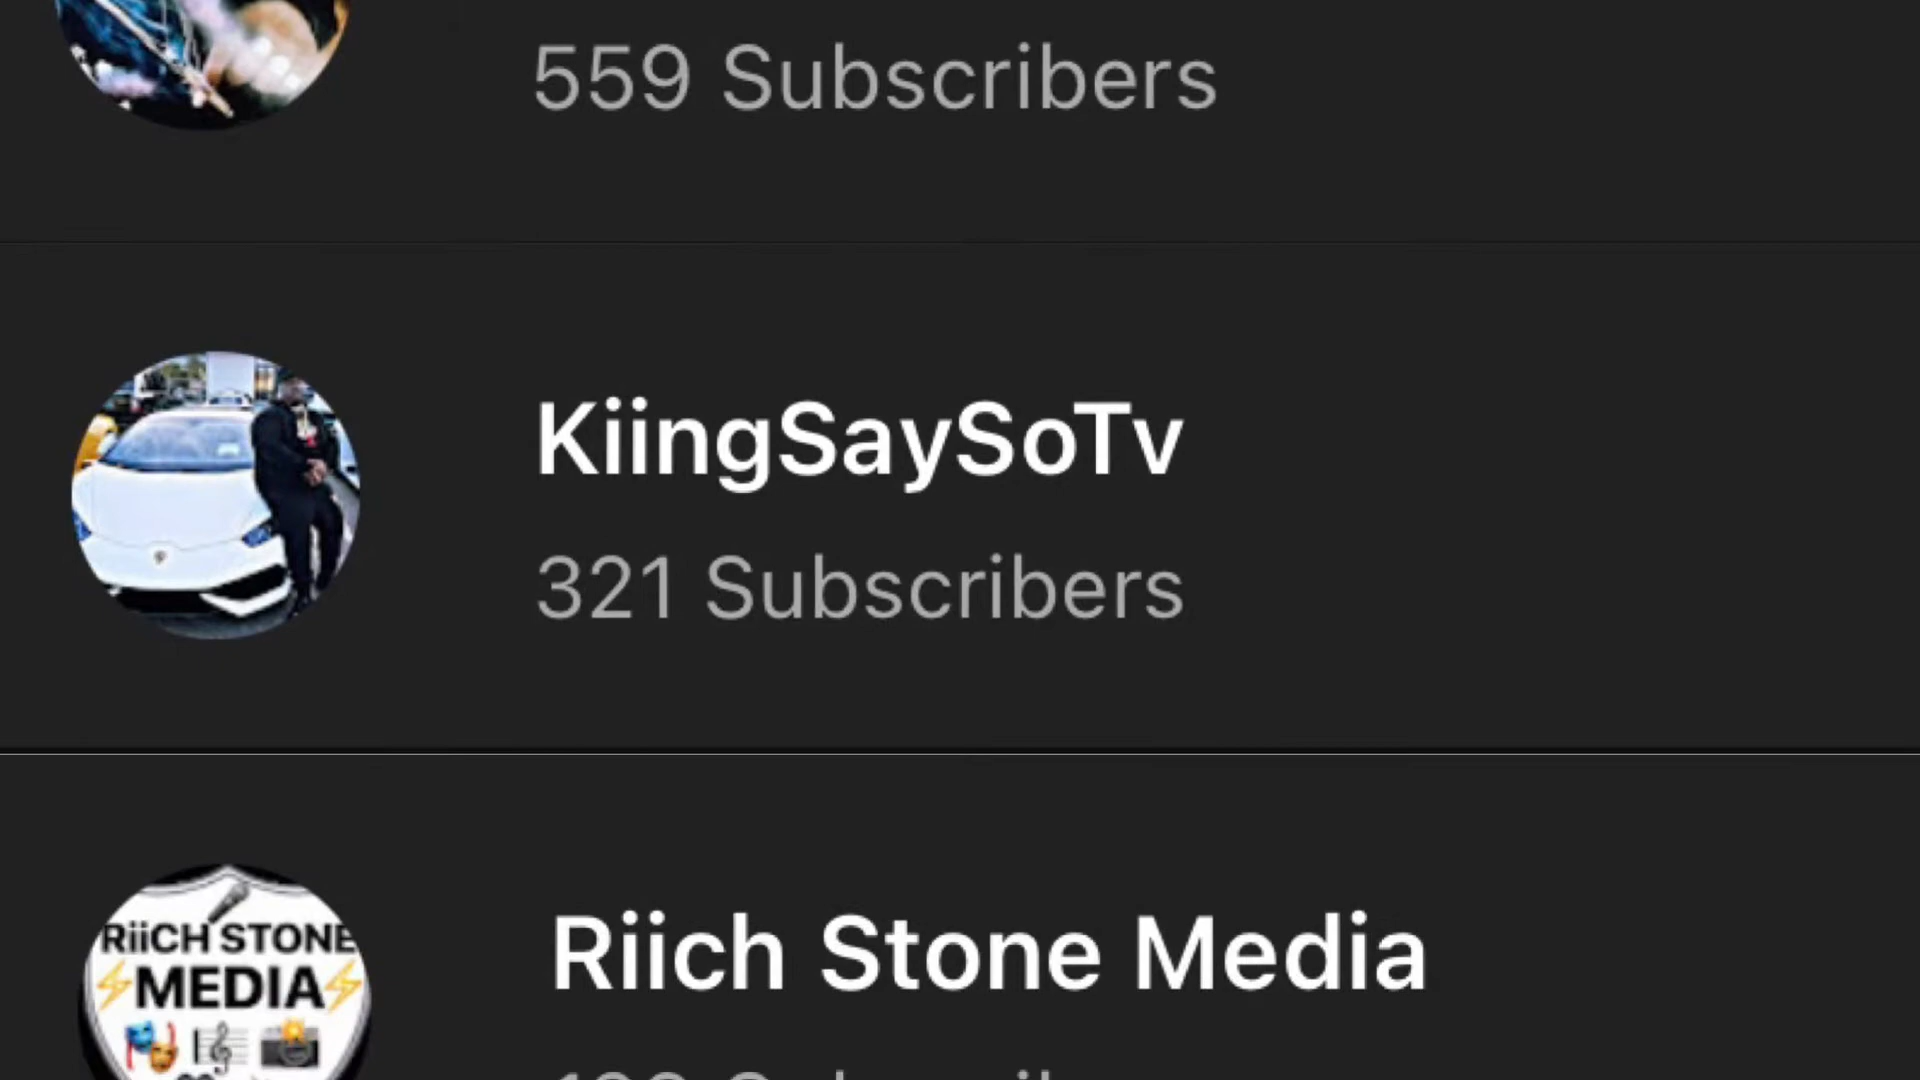 559 Subscribers
KiingSaySoTv
321 Subscribers
RiiCH STONE
MEDIA
Riich Stone Media